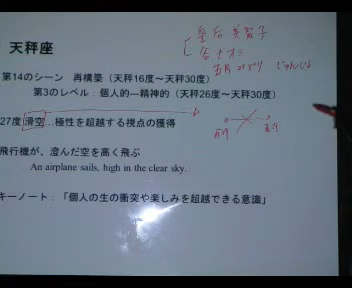 皇后 美智子
天秤座
第14のシーン 再構築（天秤16度～天秤30度）
第3のレベル：個人的―精神的（天秤26度～天秤30度）
27度 滑空…極性を超越する視点の獲得
飛行機が、澄んだ空を高く飛ぶ
An airplane sails, high in the clear sky.
キーノート：「個人の生の衝突や楽しみを超越できる意識」